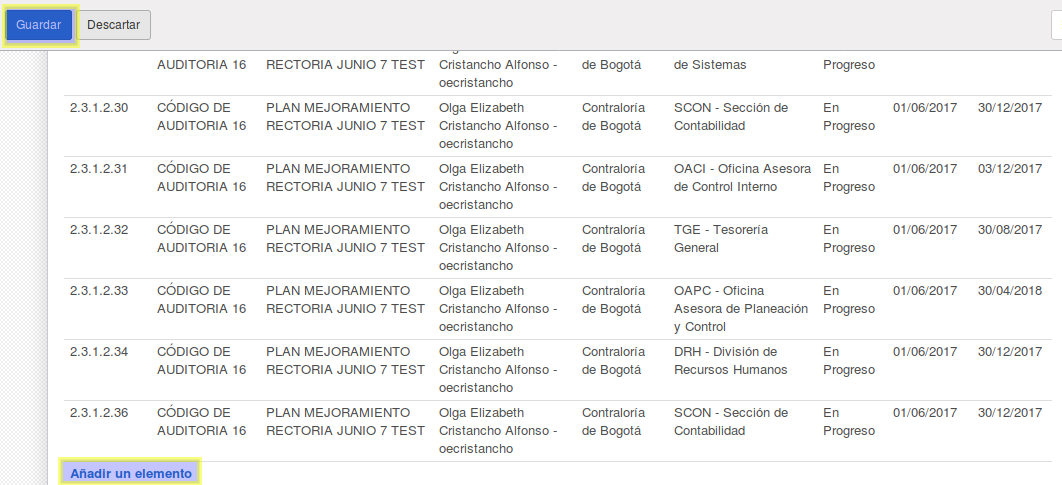 Guardar Descartar
AUDITORIA 16 RECTORIA JUNIO 7 TEST Cristancho Alfonso - de Bogotá de Sistemas Progreso
oecristancho
2.3.1.2.30 CÓDIGO DE PLAN MEJORAMIENTO Olga Elizabeth Contraloría SCON - Sección de En 01/06/2017 30/12/2017
AUDITORIA 16 RECTORIA JUNIO 7 TEST Cristancho Alfonso - de Bogotá Contabilidad Progreso
oecristancho
2.3.1.2.31 CÓDIGO DE PLAN MEJORAMIENTO Olga Elizabeth Contraloría OACI - Oficina Asesora En 01/06/2017 03/12/2017
AUDITORIA 16 RECTORIA JUNIO 7 TEST Cristancho Alfonso - de Bogotá de Control Interno Progreso
oecristancho
2.3.1.2.32 CÓDIGO DE PLAN MEJORAMIENTO Olga Elizabeth Contraloría TGE - Tesorería En 01/06/2017 30/08/2017
AUDITORIA 16 RECTORIA JUNIO 7 TEST Cristancho Alfonso - de Bogotá General Progreso
oecristancho
2.3.1.2.33 CÓDIGO DE PLAN MEJORAMIENTO Olga Elizabeth Contraloría OAPC - Oficina En 01/06/2017 30/04/2018
AUDITORIA 16 RECTORIA JUNIO 7 TEST Cristancho Alfonso - de Bogotá Asesora de Planeación Progreso
oecristancho y Control
2.3.1.2.34 CÓDIGO DE PLAN MEJORAMIENTO Olga Elizabeth Contraloría DRH - División de En 01/06/2017 30/12/2017
AUDITORIA 16 RECTORIA JUNIO 7 TEST Cristancho Alfonso - de Bogotá Recursos Humanos Progreso
oecristancho
2.3.1.2.36 CÓDIGO DE PLAN MEJORAMIENTO Olga Elizabeth Contraloría SCON - Sección de En 01/06/2017 30/12/2017
AUDITORIA 16 RECTORIA JUNIO 7 TEST Cristancho Alfonso - de Bogotá Contabilidad Progreso
oecristancho
Añadir un elemento